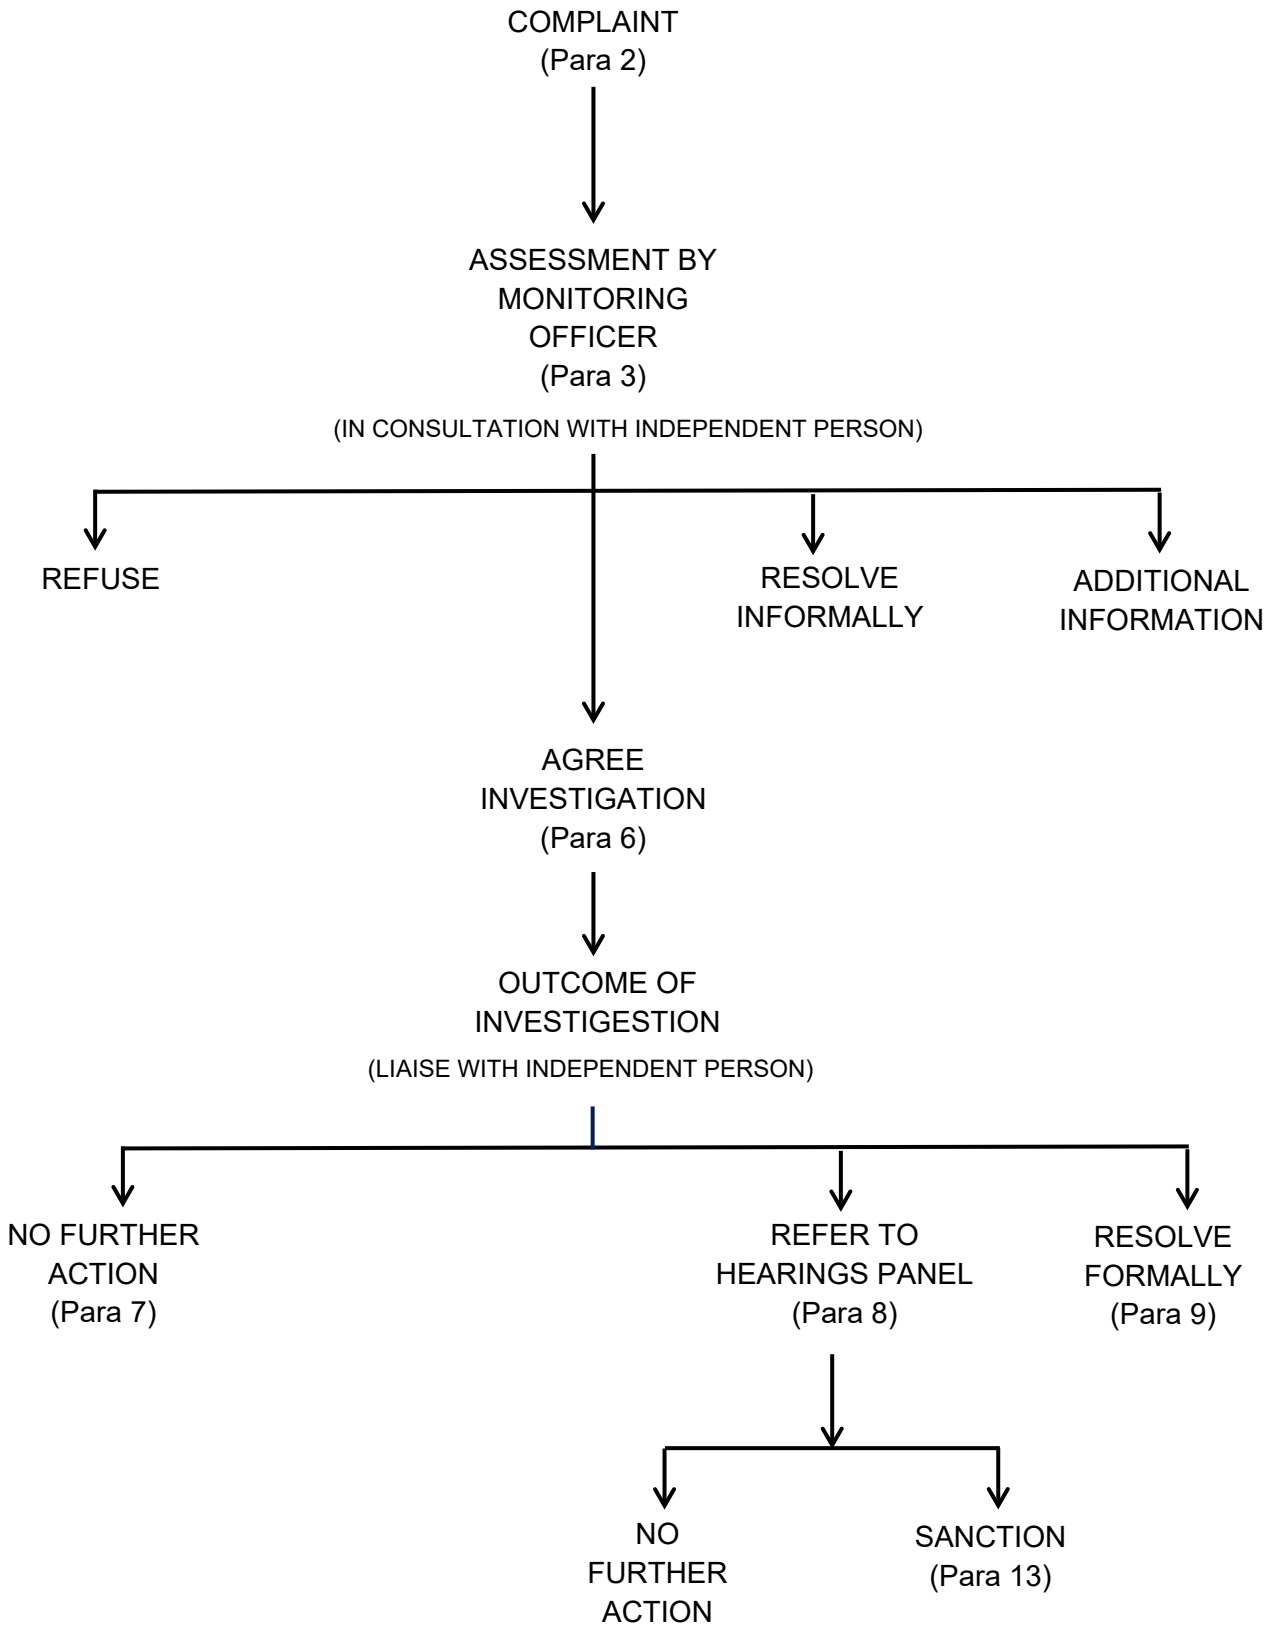 COMPLAINT
(Para 2)
ASSESSMENT BY
MONITORING
OFFICER
(Para 3)
(IN CONSULTATION WITH INDEPENDENT PERSON)
REFUSE
RESOLVE
INFORMALLY
ADDITIONAL
INFORMATION
AGREE
INVESTIGATION
(Para 6)
OUTCOME OF
INVESTIGESTION
(LIAISE WITH INDEPENDENT PERSON)
NO FURTHER
ACTION
(Para 7)
REFER TO
HEARINGS PANEL
(Para 8)
RESOLVE
FORMALLY
(Para 9)
NO
FURTHER
ACTION
SANCTION
(Para 13)